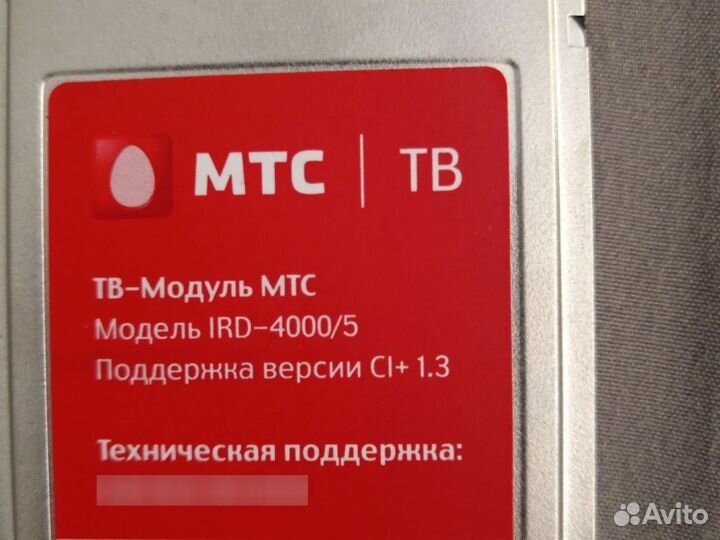 МТС | ТВ
ТВ-Модуль МТС
Модель IRD-4000/5
Поддержка версии CI+ 1.3
Техническая поддержка:
Avito